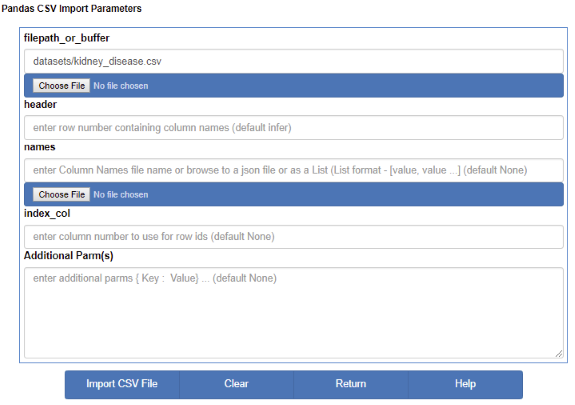 Pandas CSV Import Parameters
filepath_or_buffer
datasets/kidney_disease.csv
Choose File No file chosen
header
enter row number containing column names (default infer)
names
enter Column Names file name or browse to a json file or as a List (List format - [value, value ...] (default None)
Choose File No file chosen
index_col
enter column number to use for row ids (default None)
Additional Parm(s)
enter additional parms { Key : Value} ... (default None)
Import CSV File Clear Return Help